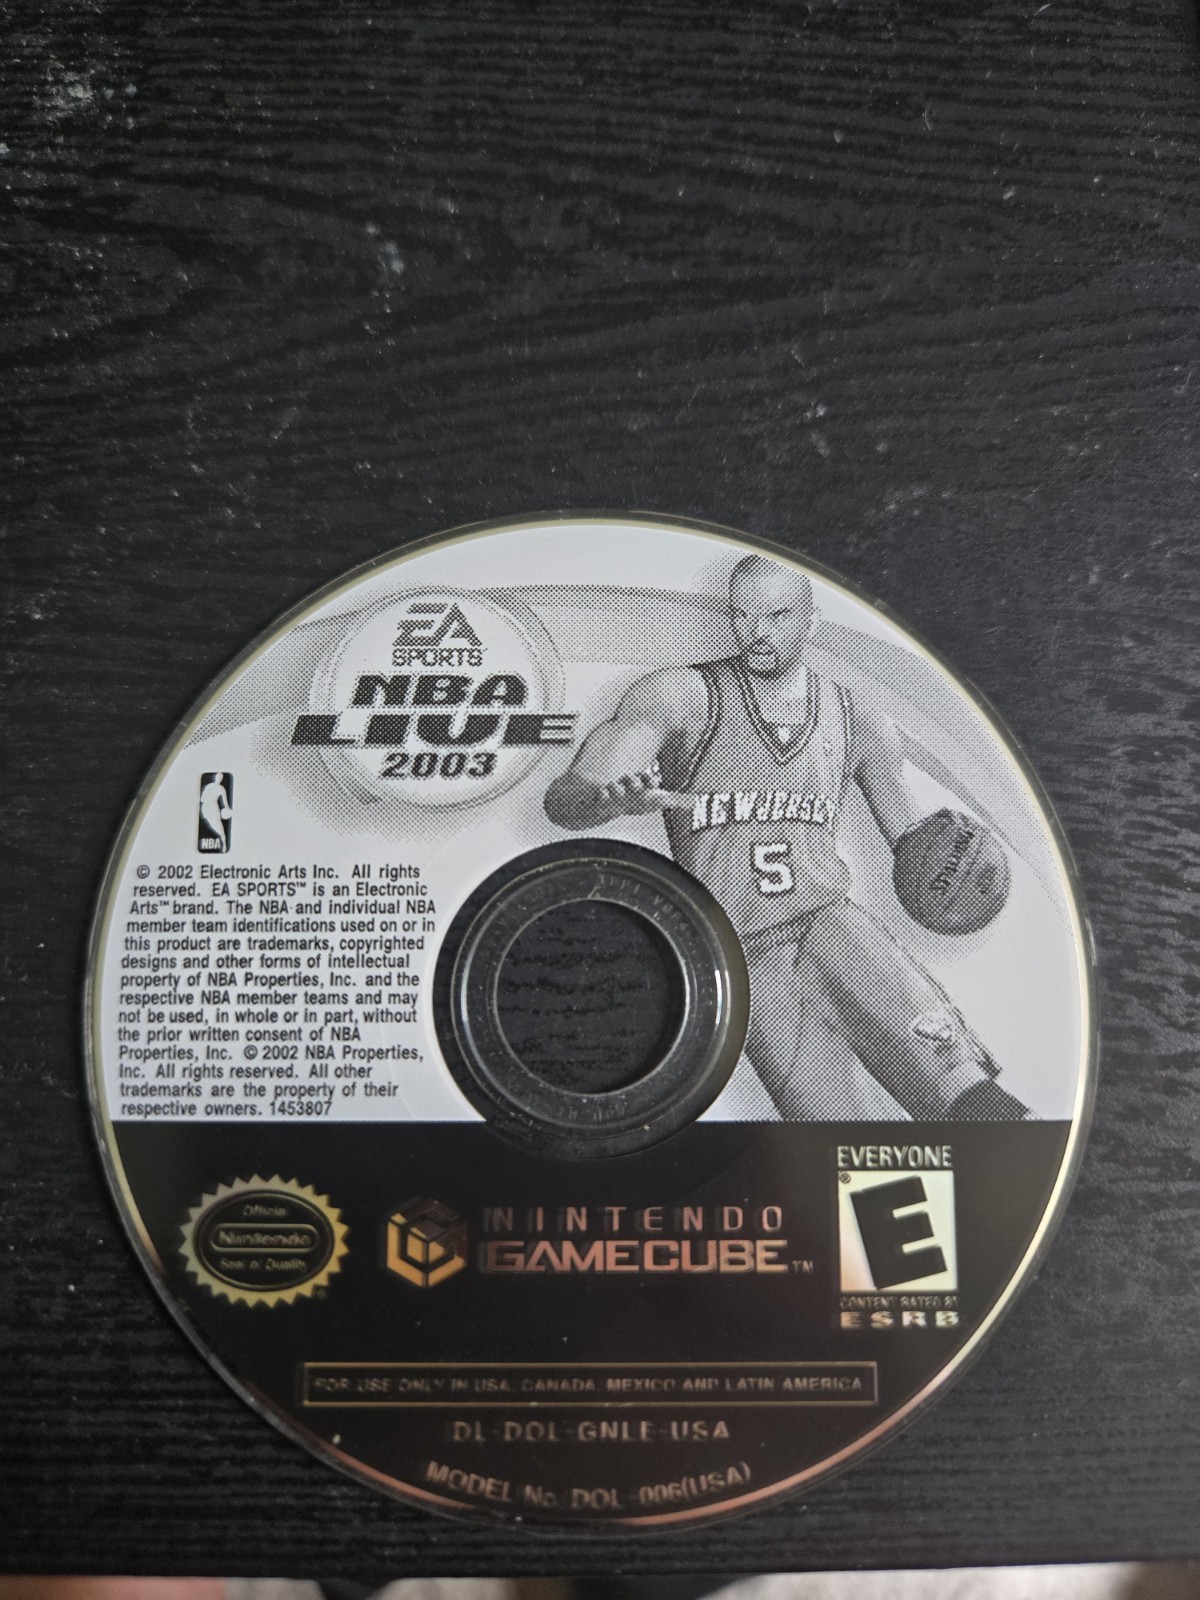 EA
SPORTS™
NBA
LIVE
2003
NBA
© 2002 Electronic Arts Inc. All rights
reserved. EA SPORTS™ is an Electronic
Arts™ brand. The NBA and individual NBA
member team identifications used on or in
this product are trademarks, copyrighted
designs and other forms of intellectual
property of NBA Properties, Inc. and the
respective NBA member teams and may
not be used, in whole or in part, without
the prior written consent of NBA
Properties, Inc. © 2002 NBA Properties,
Inc. All rights reserved. All other
trademarks are the property of their
respective owners. 1453807
NEW JERSEY
5
Official
Nintendo
Seal of Quality
NINTENDO
GAMECUBE™
EVERYONE
E
CONTENT RATED BY
ESRB
FOR USE ONLY IN USA, CANADA, MEXICO AND LATIN AMERICA
DL-DOL-GNLE-USA
MODEL No. DOL-006(USA)